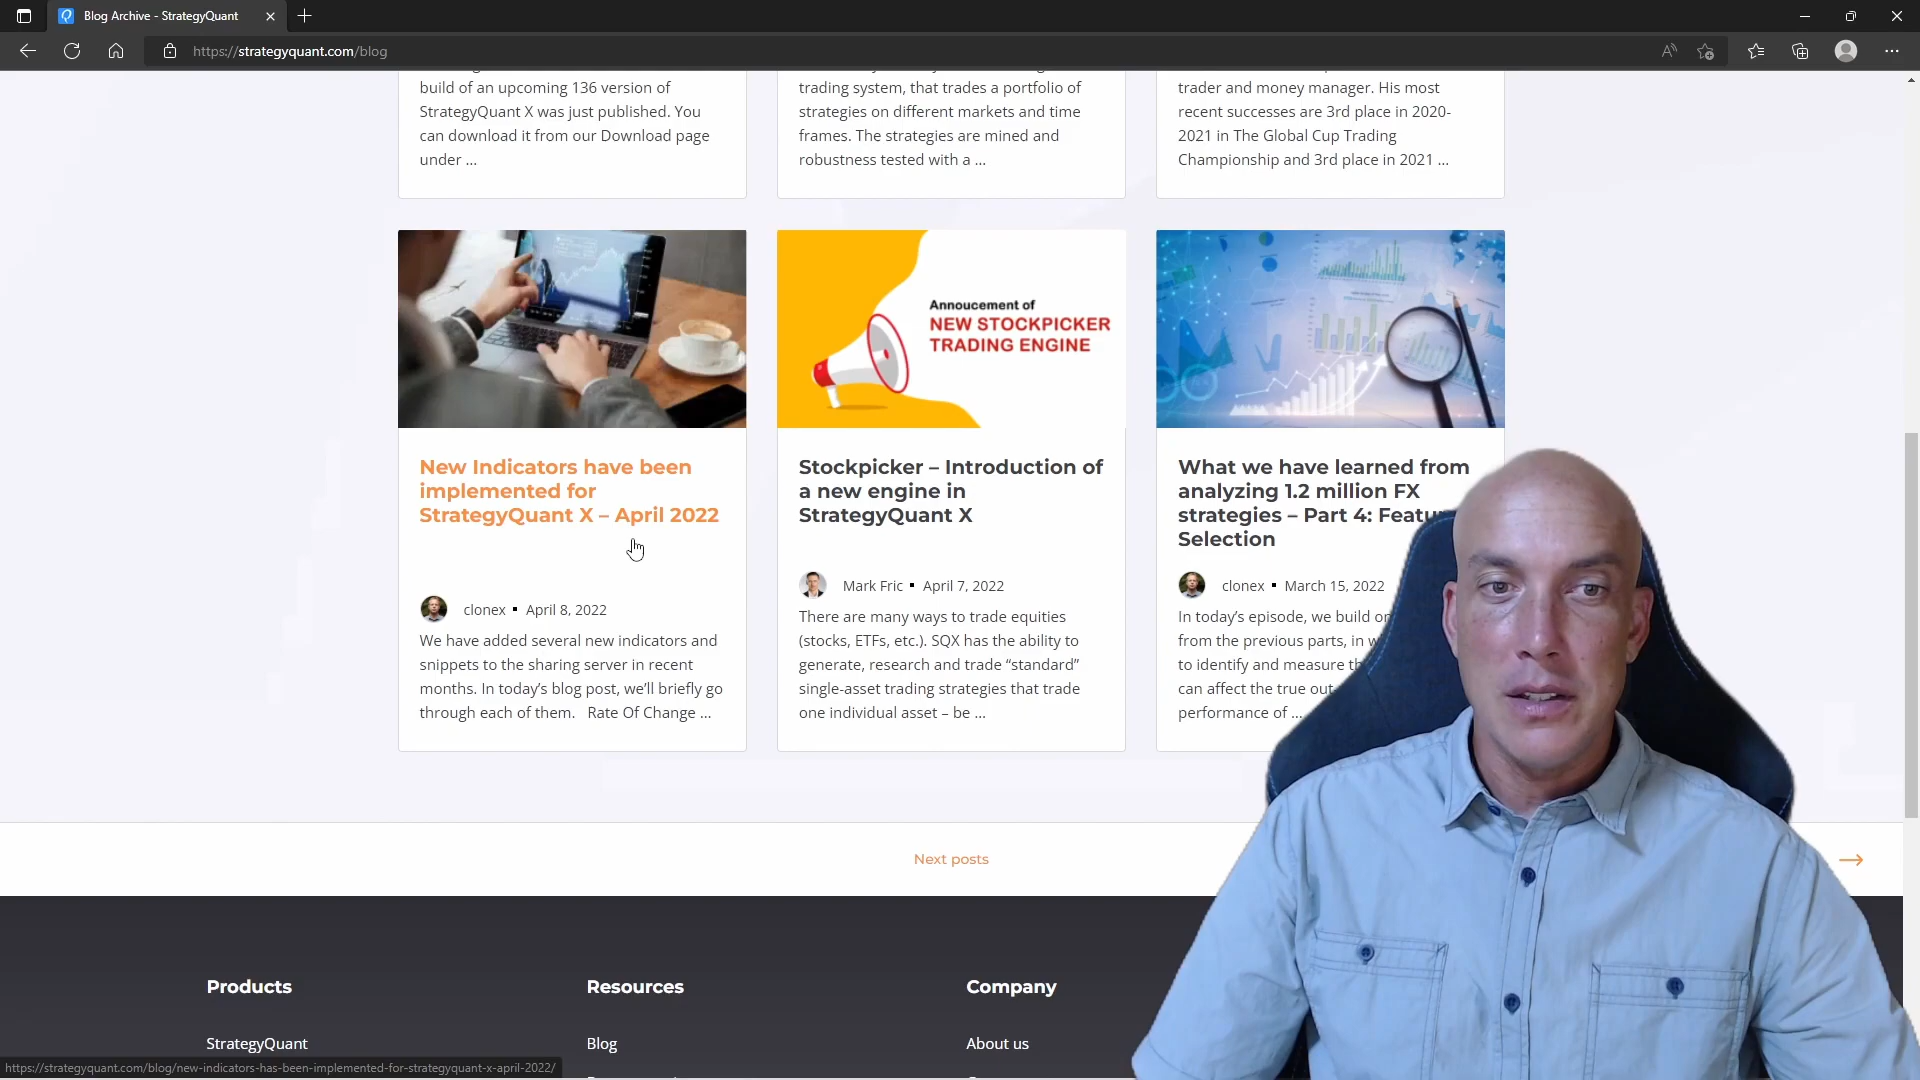 Blog Archive - StrategyQuant
https://strategyquant.com/blog
build of an upcoming 136 version of
StrategyQuant X was just published. You
can download it from our Download page
under ...
trading system, that trades a portfolio of
strategies on different markets and time
frames. The strategies are mined and
robustness tested with a ...
trader and money manager. His most
recent successes are 3rd place in 2020-
2021 in The Global Cup Trading
Championship and 3rd place in 2021 ...
Annoucement of
NEW STOCKPICKER
TRADING ENGINE
New Indicators have been
implemented for
StrategyQuant X – April 2022
clonex ▪ April 8, 2022
We have added several new indicators and
snippets to the sharing server in recent
months. In today’s blog post, we’ll briefly go
through each of them. Rate Of Change ...
Stockpicker – Introduction of
a new engine in
StrategyQuant X
Mark Fric ▪ April 7, 2022
There are many ways to trade equities
(stocks, ETFs, etc.). SQX has the ability to
generate, research and trade “standard”
single-asset trading strategies that trade
one individual asset – be ...
What we have learned from
analyzing 1.2 million FX
strategies – Part 4:
Selection
clonex ▪ March 15, 2022
In today’s episode, we build
from the previous parts, in
to identify and measure
can affect the true
performance of ...
Next posts
Products
Resources
Company
StrategyQuant
Blog
About us
https://strategyquant.com/blog/new-indicators-has-been-implemented-for-strategyquant-x-april-2022/